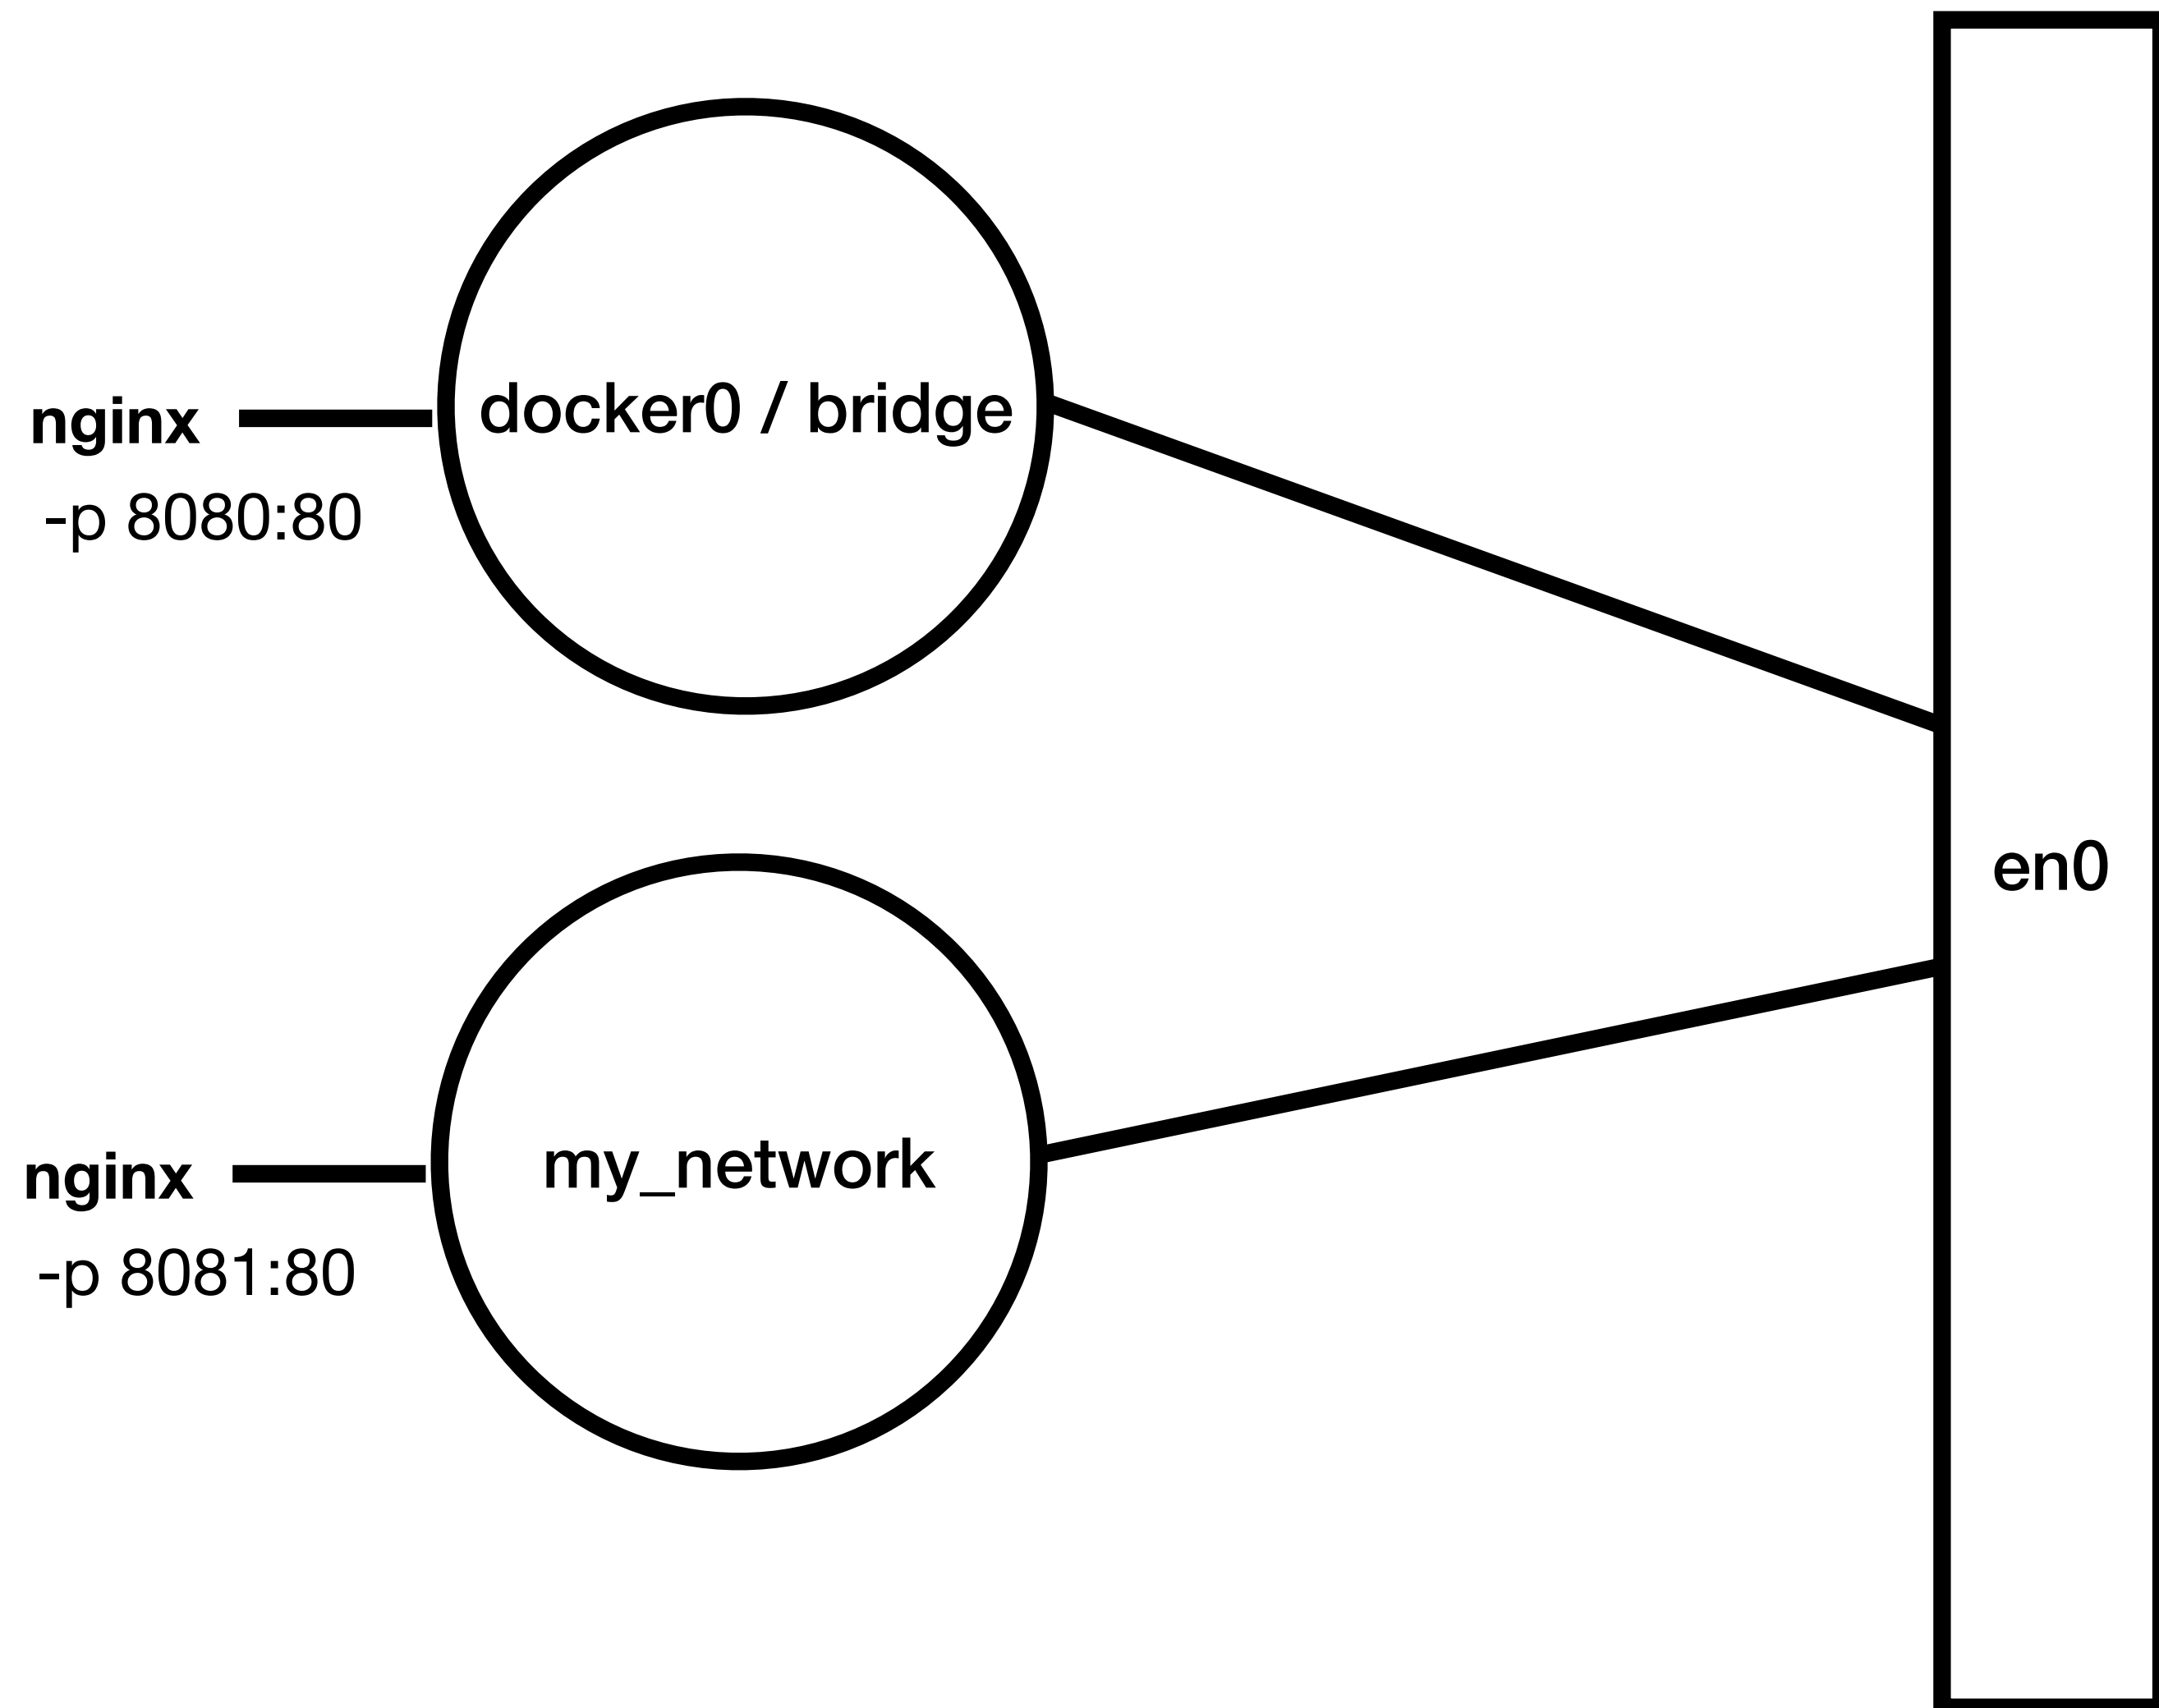 docker0 / bridge
nginx
-p 8080:80
en0
my_network
nginx
-p 8081:80